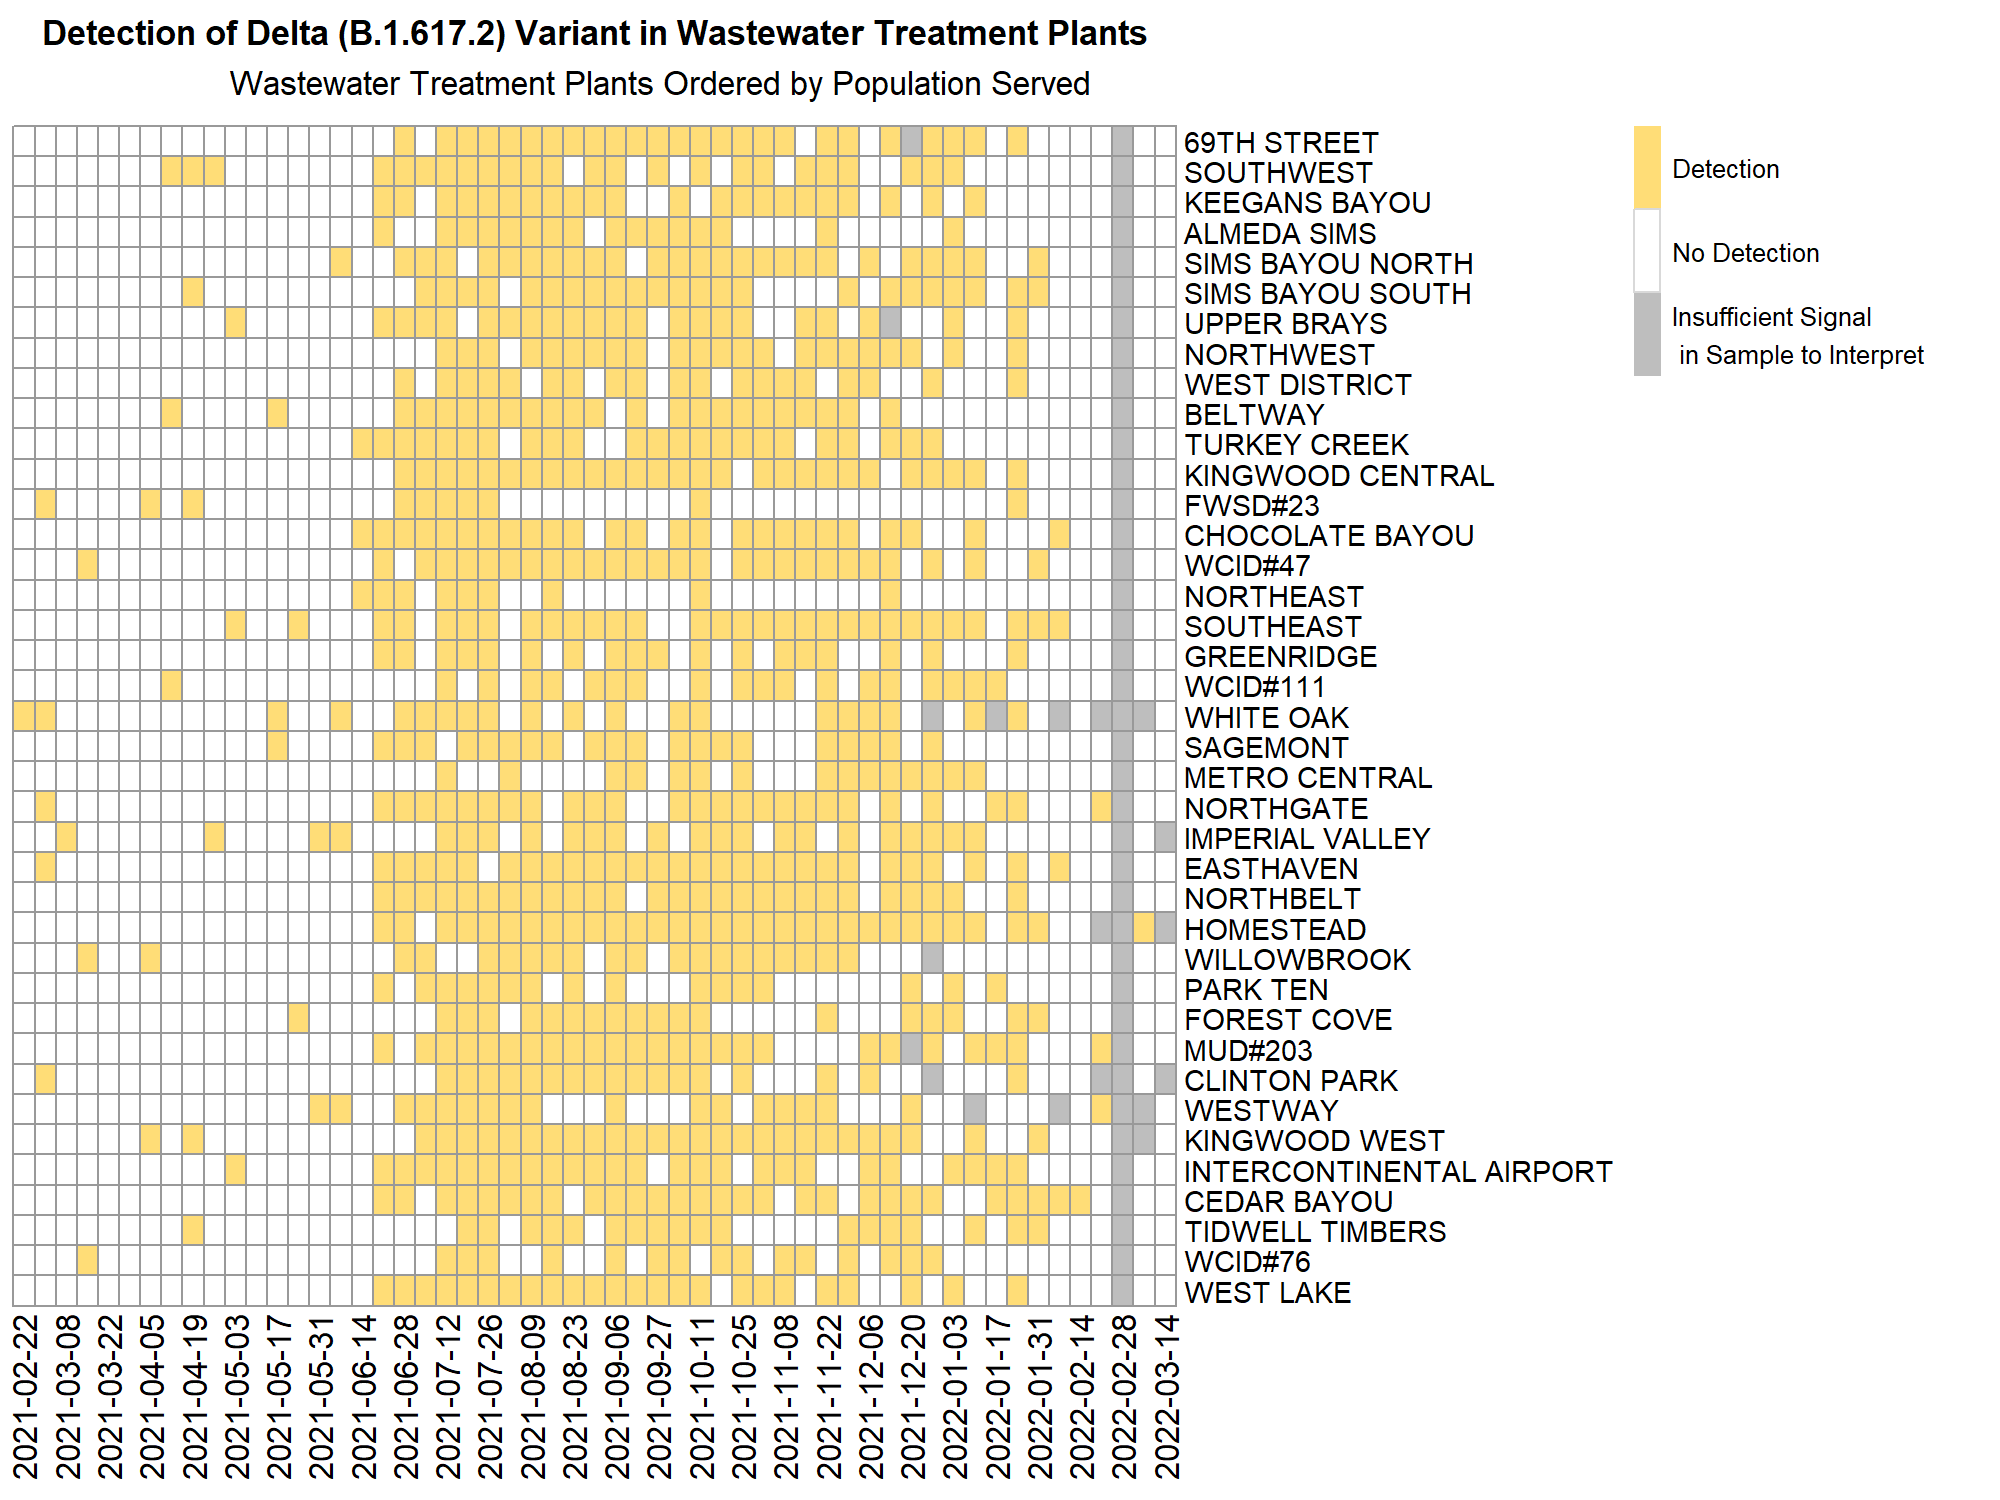 Detection of Delta (B.1.617.2) Variant in Wastewater Treatment Plants
Wastewater Treatment Plants Ordered by Population Served
69TH STREET
SOUTHWEST
KEEGANS BAYOU
ALMEDA SIMS
SIMS BAYOU NORTH
SIMS BAYOU SOUTH
UPPER BRAYS
NORTHWEST
WEST DISTRICT
BELTWAY
TURKEY CREEK
KINGWOOD CENTRAL
FWSD#23
CHOCOLATE BAYOU
WCID#47
NORTHEAST
SOUTHEAST
GREENRIDGE
WCID#111
WHITE OAK
SAGEMONT
METRO CENTRAL
NORTHGATE
IMPERIAL VALLEY
EASTHAVEN
NORTHBELT
HOMESTEAD
WILLOWBROOK
PARK TEN
FOREST COVE
MUD#203
CLINTON PARK
WESTWAY
KINGWOOD WEST
INTERCONTINENTAL AIRPORT
CEDAR BAYOU
TIDWELL TIMBERS
WCID#76
WEST LAKE
Detection
No Detection
Insufficient Signal
in Sample to Interpret
2021-02-22
2021-03-08
2021-03-22
2021-04-05
2021-04-19
2021-05-03
2021-05-17
2021-05-31
2021-06-14
2021-06-28
2021-07-12
2021-07-26
2021-08-09
2021-08-23
2021-09-06
2021-09-27
2021-10-11
2021-10-25
2021-11-08
2021-11-22
2021-12-06
2021-12-20
2022-01-03
2022-01-17
2022-01-31
2022-02-14
2022-02-28
2022-03-14